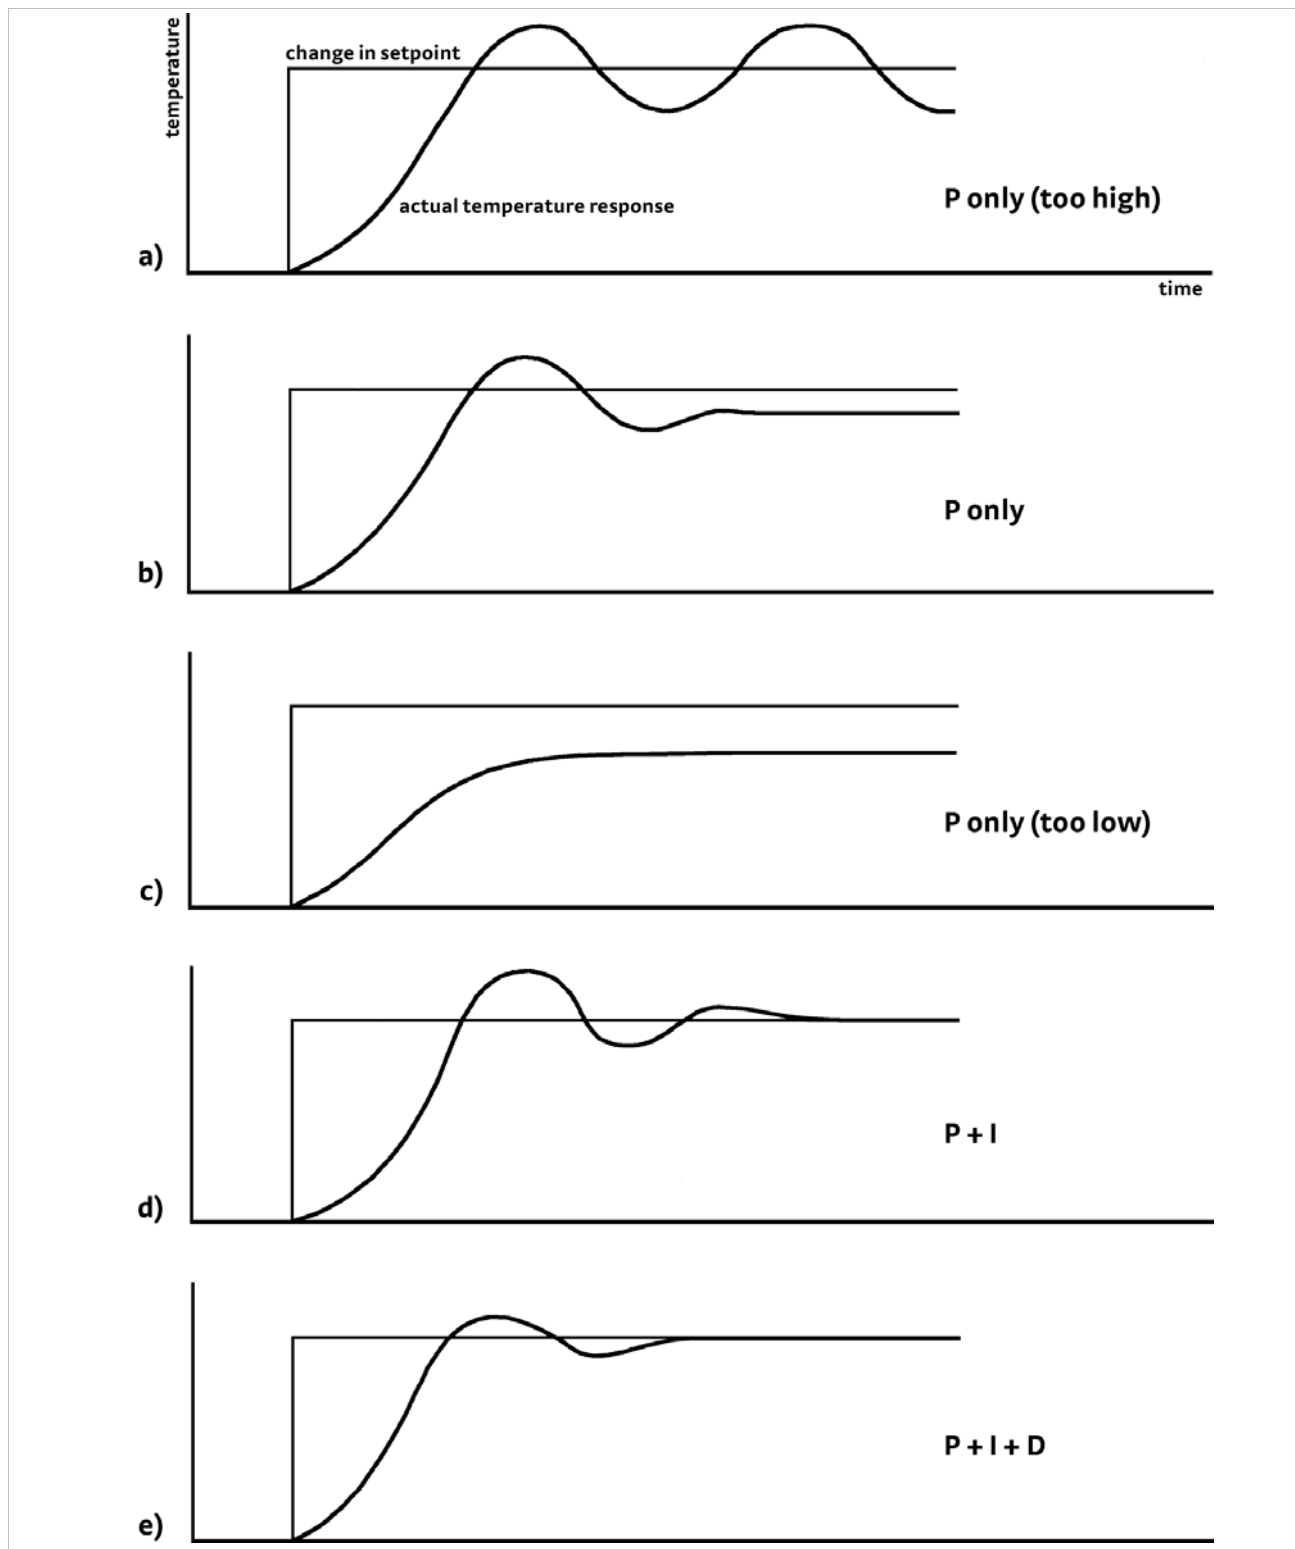 temperature
change in setpoint
actual temperature response
P only (too high)
a)
time
P only
b)
P only (too low)
c)
P + I
d)
P + I + D
e)